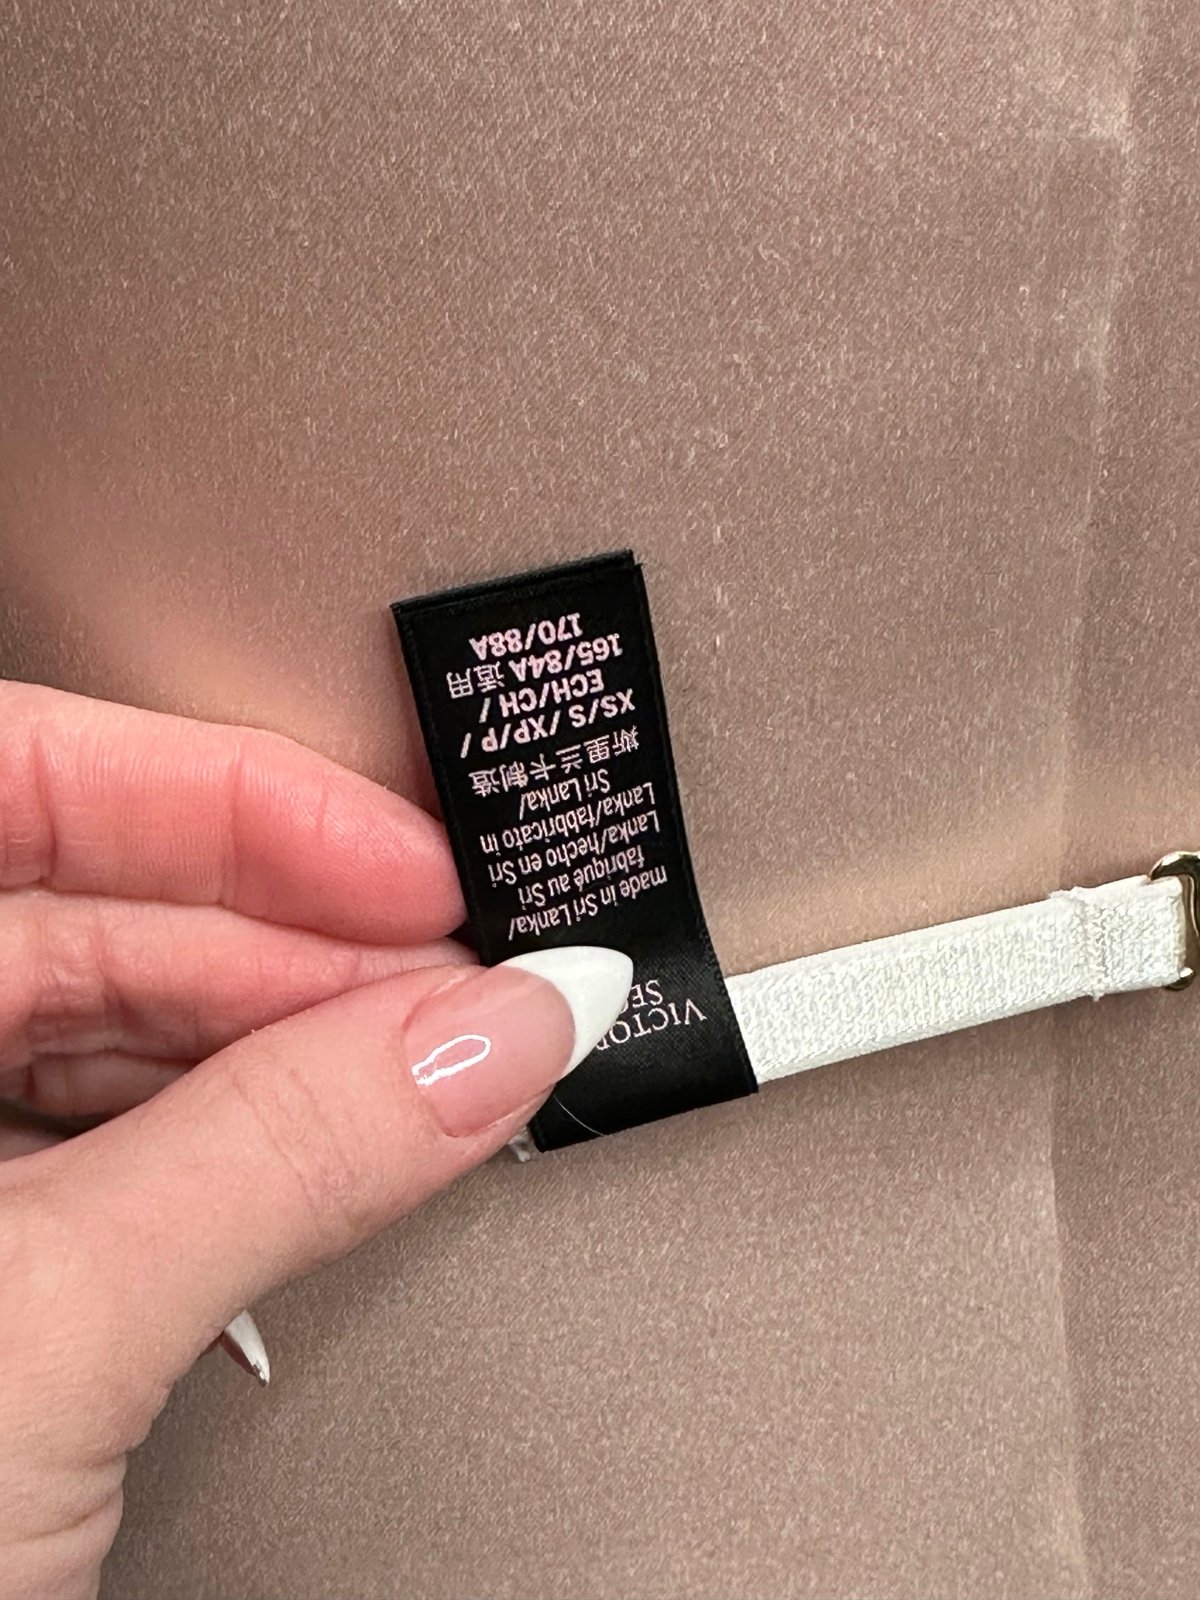 VICTOR
SE
made in Sri Lanka/
fabriqué au Sri
Lanka/hecho en Sri
Lanka/fabbricato in
Sri Lanka/
斯里兰卡制造
XS/S /XP/P /
ECH/CH /
165/84A 适用
170/88A